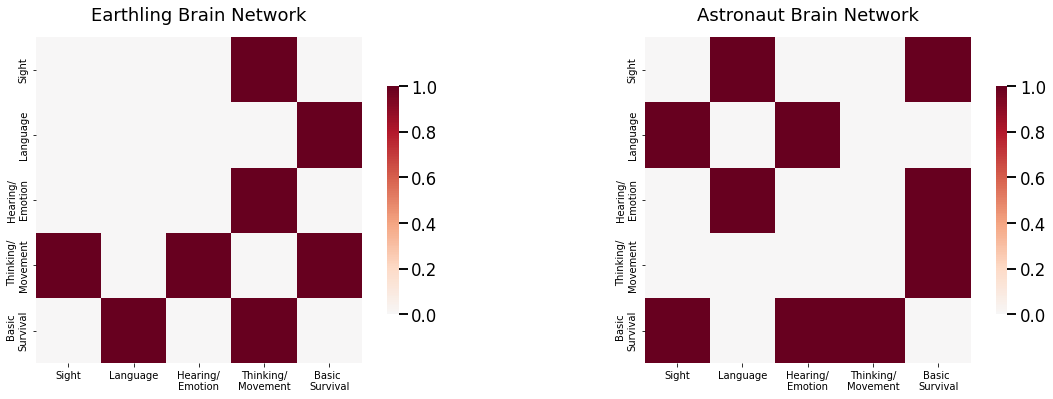 Earthling Brain Network
Astronaut Brain Network
Sight
Language
Hearing/
Emotion
Thinking/
Movement
Basic
Survival
Sight
Language
Hearing/
Emotion
Thinking/
Movement
Basic
Survival
1.0
0.8
0.6
0.4
0.2
0.0
Sight
Language
Hearing/
Emotion
Thinking/
Movement
Basic
Survival
Sight
Language
Hearing/
Emotion
Thinking/
Movement
Basic
Survival
1.0
0.8
0.6
0.4
0.2
0.0